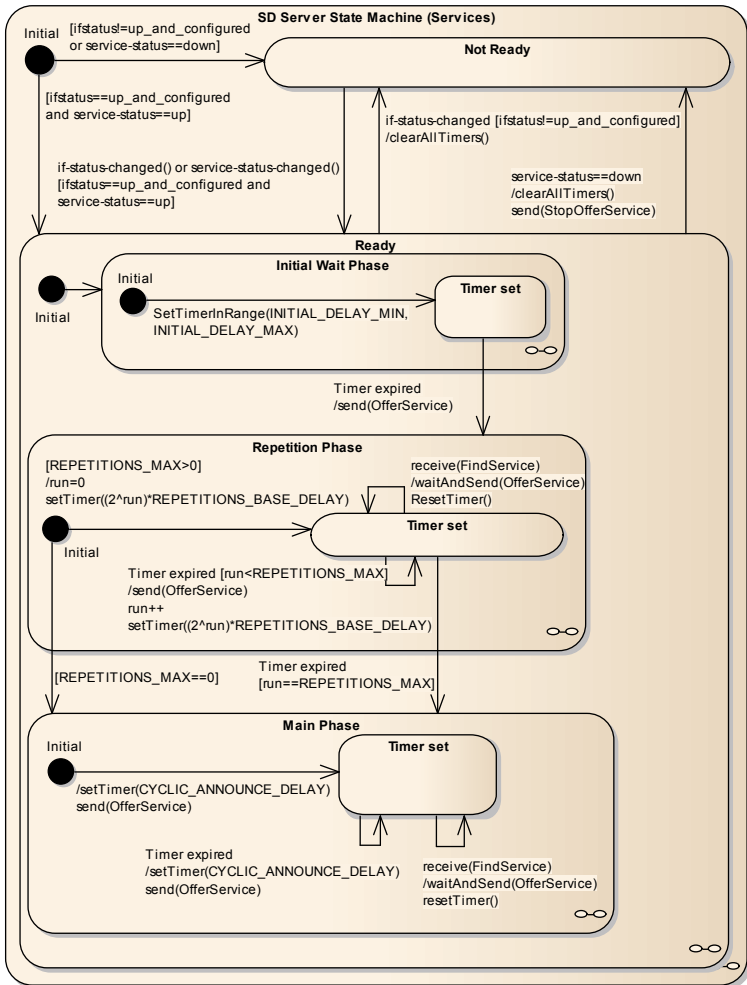 SD Server State Machine (Services)
Initial
[ifstatus!=up_and_configured
or service-status==down]
Not Ready
[ifstatus==up_and_configured
and service-status==up]
if-status-changed() or service-status-changed()
[ifstatus==up_and_configured and
service-status==up]
if-status-changed [ifstatus!=up_and_configured]
/clearAllTimers()
service-status==down
/clearAllTimers()
send(StopOfferService)
Ready
Initial
Initial Wait Phase
Initial
SetTimerInRange(INITIAL_DELAY_MIN,
INITIAL_DELAY_MAX)
Timer set
Timer expired
/send(OfferService)
Repetition Phase
[REPETITIONS_MAX>0]
/run=0
setTimer((2^run)*REPETITIONS_BASE_DELAY)
receive(FindService)
/waitAndSend(OfferService)
ResetTimer()
Initial
Timer set
Timer expired [run<REPETITIONS_MAX]
/send(OfferService)
run++
setTimer((2^run)*REPETITIONS_BASE_DELAY)
[REPETITIONS_MAX==0]
Timer expired
[run==REPETITIONS_MAX]
Main Phase
Initial
Timer set
/setTimer(CYCLIC_ANNOUNCE_DELAY)
send(OfferService)
Timer expired
/setTimer(CYCLIC_ANNOUNCE_DELAY)
send(OfferService)
receive(FindService)
/waitAndSend(OfferService)
resetTimer()